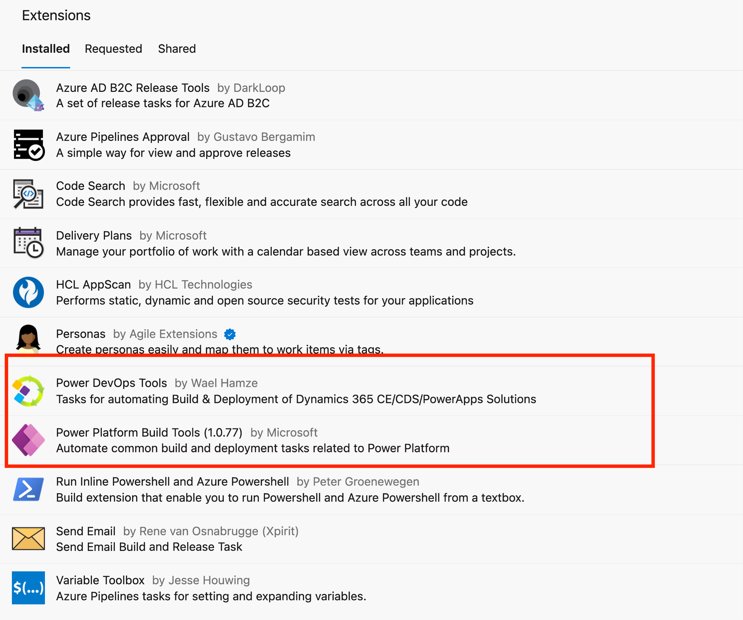 Extensions
Installed Requested Shared
Azure AD B2C Release Tools by DarkLoop
A set of release tasks for Azure AD B2C
Azure Pipelines Approval by Gustavo Bergamim
A simple way for view and approve releases
Code Search by Microsoft
Code Search provides fast, flexible and accurate search across all your code
Delivery Plans by Microsoft
Manage your portfolio of work with a calendar based view across teams and projects.
HCL AppScan by HCL Technologies
Performs static, dynamic and open source security tests for your applications
Personas by Agile Extensions
Create personas easily and map them to work items via tags.
Power DevOps Tools by Wael Hamze
Tasks for automating Build & Deployment of Dynamics 365 CE/CDS/PowerApps Solutions
Power Platform Build Tools (1.0.77) by Microsoft
Automate common build and deployment tasks related to Power Platform
Run Inline Powershell and Azure Powershell by Peter Groenewegen
Build extension that enable you to run Powershell and Azure Powershell from a textbox.
Send Email by Rene van Osnabrugge (Xpirit)
Send Email Build and Release Task
$(...) Variable Toolbox by Jesse Houwing
Azure Pipelines tasks for setting and expanding variables.